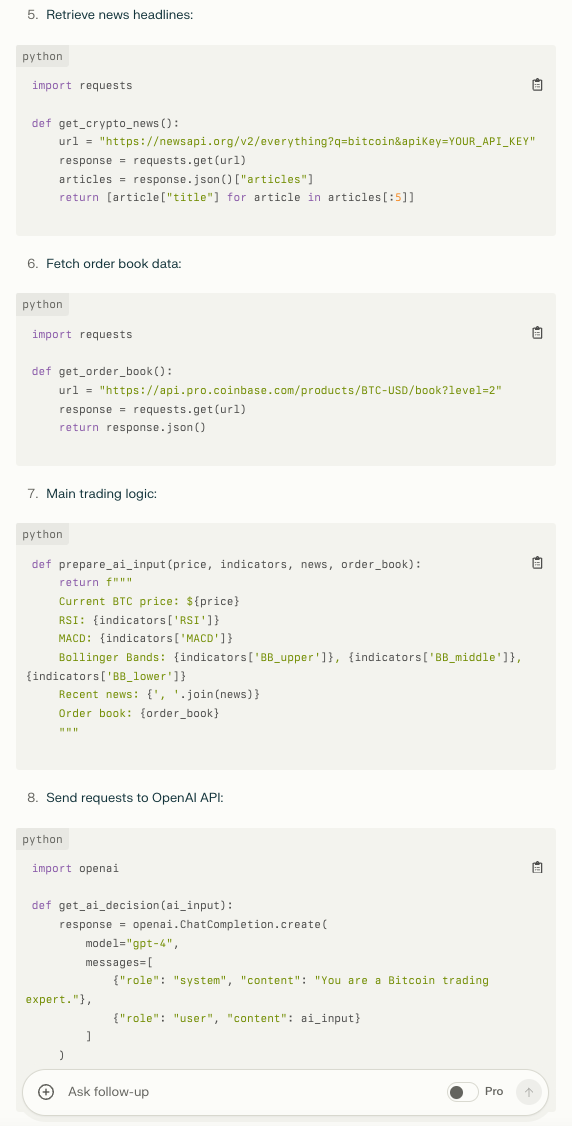 5. Retrieve news headlines:
python
import requests
def get_crypto_news():
    url = "https://newsapi.org/v2/everything?q=bitcoin&apiKey=YOUR_API_KEY"
    response = requests.get(url)
    articles = response.json()["articles"]
    return [article["title"] for article in articles[:5]]
6. Fetch order book data:
python
import requests
def get_order_book():
    url = "https://api.pro.coinbase.com/products/BTC-USD/book?level=2"
    response = requests.get(url)
    return response.json()
7. Main trading logic:
python
def prepare_ai_input(price, indicators, news, order_book):
    return f"""
    Current BTC price: ${price}
    RSI: {indicators['RSI']}
    MACD: {indicators['MACD']}
    Bollinger Bands: {indicators['BB_upper']}, {indicators['BB_middle']},
{indicators['BB_lower']}
    Recent news: {', '.join(news)}
    Order book: {order_book}
    """
8. Send requests to OpenAI API:
python
import openai
def get_ai_decision(ai_input):
    response = openai.ChatCompletion.create(
        model="gpt-4",
        messages=[
            {"role": "system", "content": "You are a Bitcoin trading
expert."},
            {"role": "user", "content": ai_input}
        ]
    )
Ask follow-up Pro